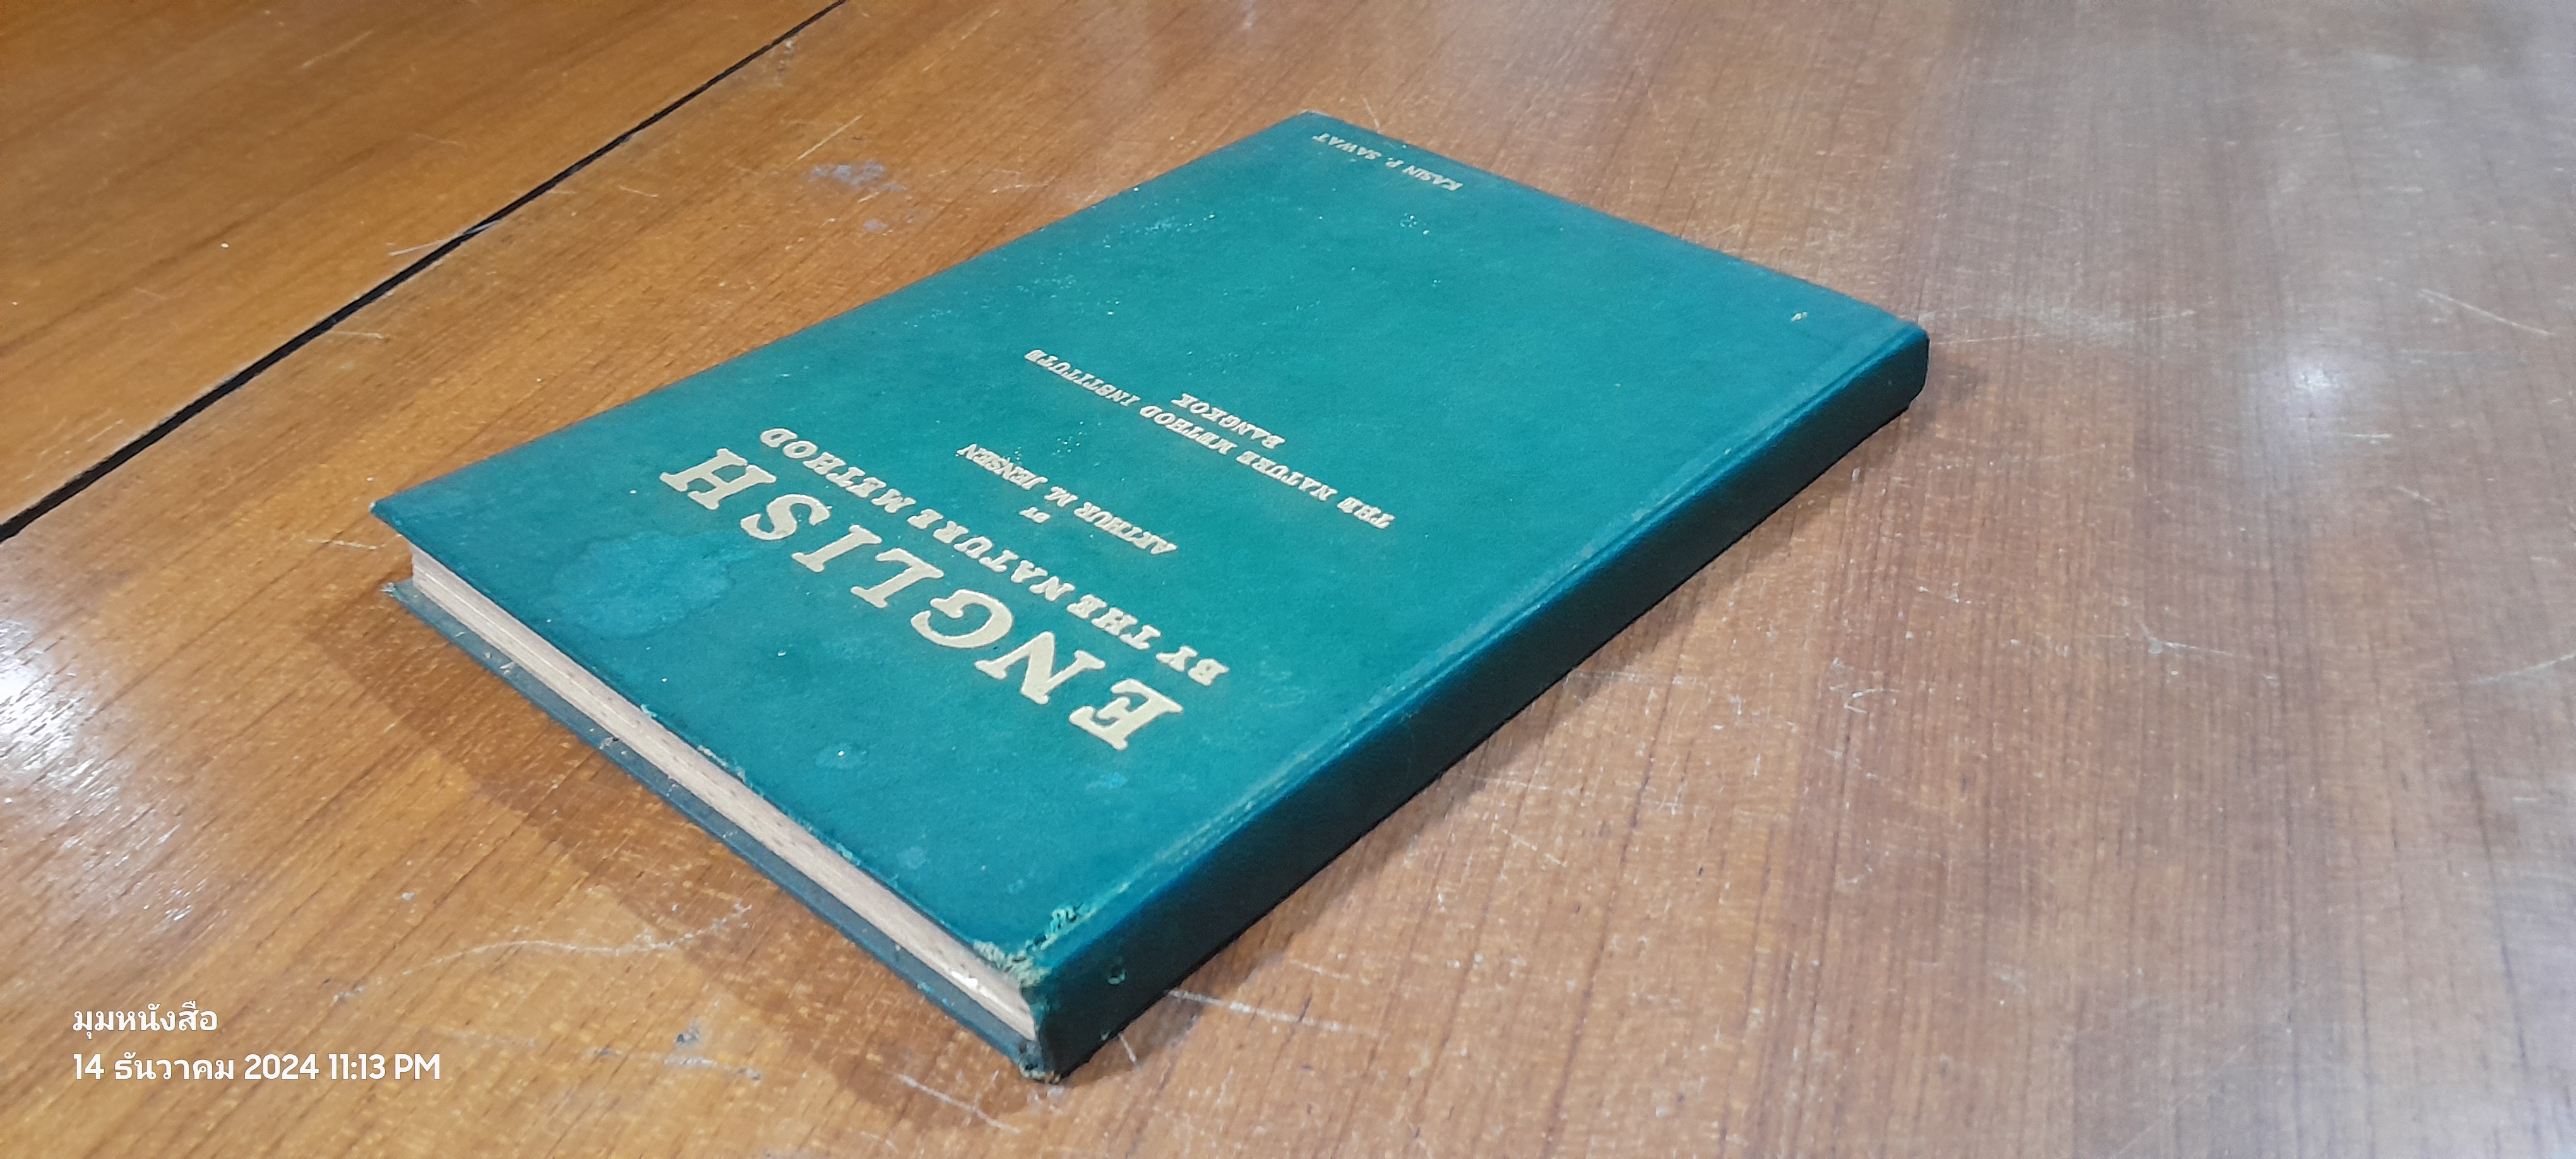 ENGLISH
BY THE NATURE METHOD
BY
ARTHUR M. JENSEN
THE NATURE METHOD INSTITUTE
BANGKOK
KASIN P. SAWAT
มุมหนังสือ
14 ธันวาคม 2024 11:13 PM